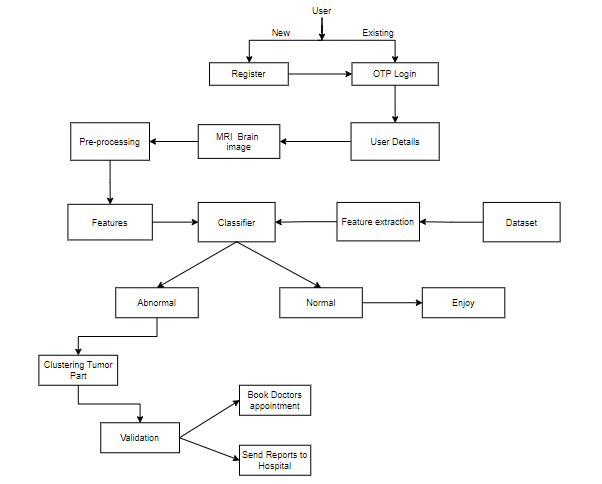 User
New
Existing
Register
OTP Login
Pre-processing
MRI Brain
image
User Details
Features
Classifier
Feature extraction
Dataset
Abnormal
Normal
Enjoy
Clustering Tumor
Part
Book Doctors
appointment
Validation
Send Reports to
Hospital